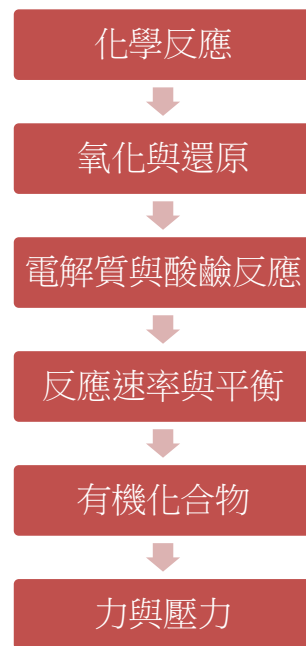 化學反應
氧化與還原
電解質與酸鹼反應
反應速率與平衡
有機化合物
力與壓力